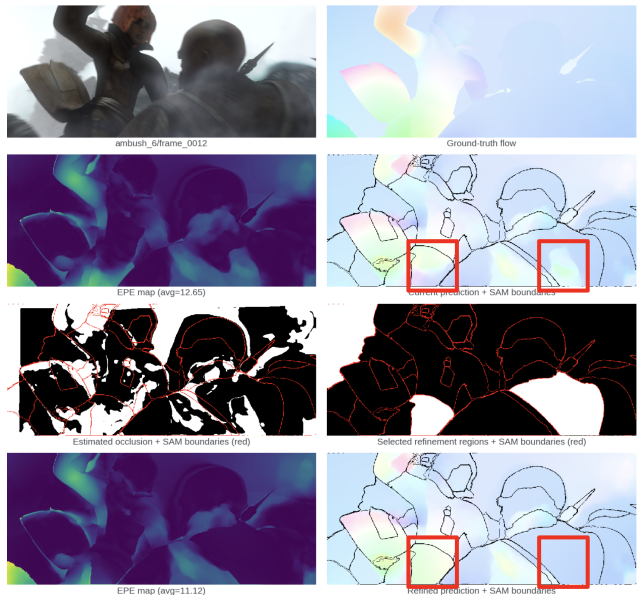 ambush_6/frame_0012
Ground-truth flow
EPE map (avg=12.65)
Current prediction + SAM boundaries
Estimated occlusion + SAM boundaries (red)
Selected refinement regions + SAM boundaries (red)
EPE map (avg=11.12)
Refined prediction + SAM boundaries